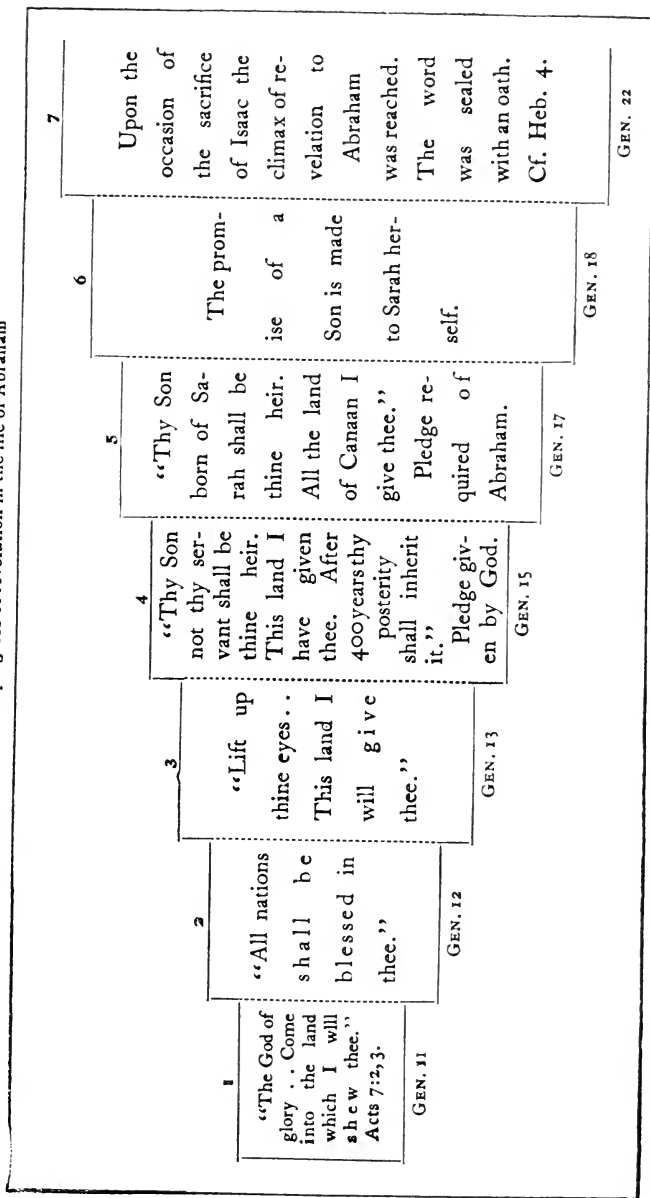 progress of revelation in the life of Abraham
1
“The God of
glory . . Come
into the land
which I will
shew thee.”
Acts 7:2,3.
GEN. 11
2
“All nations
shall be
blessed in
thee.”
GEN. 12
3
“Lift up
thine eyes..
This land I
will give
thee.”
GEN. 13
4
“Thy Son
not thy ser-
vant shall be
thine heir.
This land I
have given
thee. After
400 years thy
posterity
shall inherit
it.”
Pledge giv-
en by God.
GEN. 15
5
“Thy Son
born of Sa-
rah shall be
thine heir.
All the land
of Canaan I
give thee.”
Pledge re-
quired of
Abraham.
GEN. 17
6
The prom-
ise of a
Son is made
to Sarah her-
self.
GEN. 18
7
Upon the
occasion of
the sacrifice
of Isaac the
climax of re-
velation to
Abraham
was reached.
The word
was sealed
with an oath.
Cf. Heb. 4.
GEN. 22